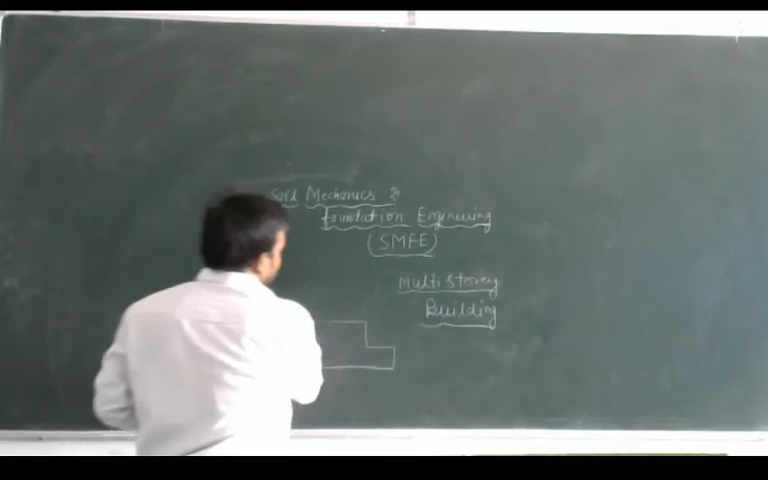 Soil Mechanics &
Foundation Engineering
(SMFE)
Multi Storey
Building